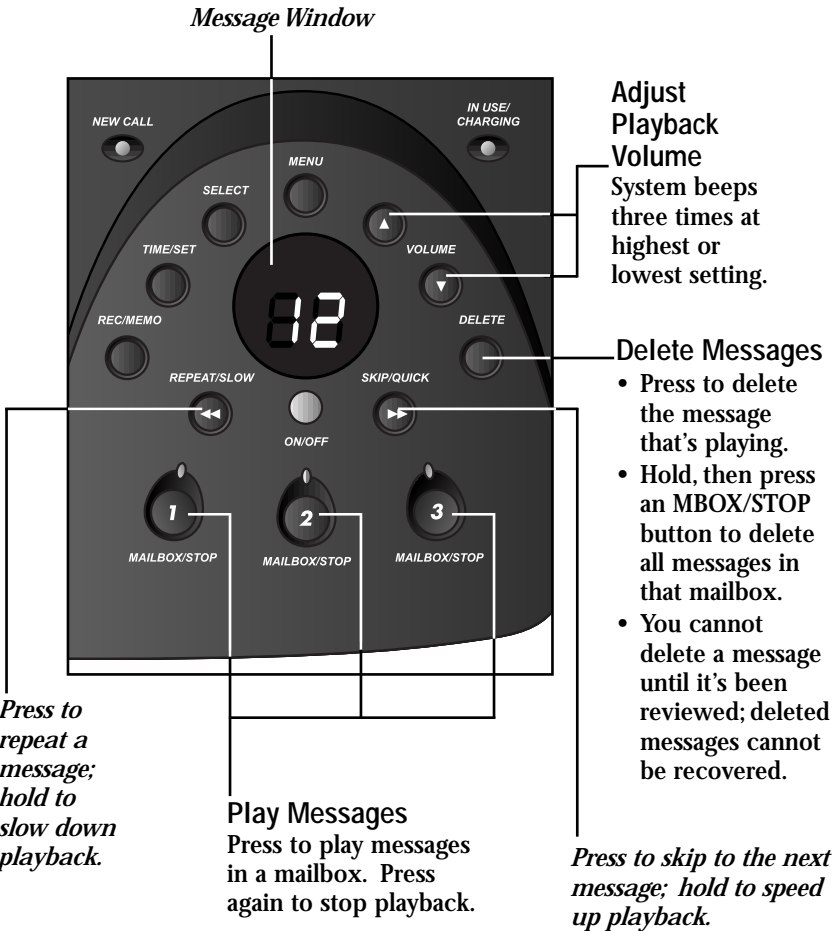 Message Window
NEW CALL
IN USE/
CHARGING
MENU
SELECT
▲
TIME/SET
VOLUME
▼
12
REC/MEMO
DELETE
REPEAT/SLOW
SKIP/QUICK
◀◀
▶▶
ON/OFF
1
2
3
MAILBOX/STOP
MAILBOX/STOP
MAILBOX/STOP
Adjust
Playback
Volume
System beeps
three times at
highest or
lowest setting.
Delete Messages
• Press to delete
the message
that's playing.
• Hold, then press
an MBOX/STOP
button to delete
all messages in
that mailbox.
• You cannot
delete a message
until it's been
reviewed; deleted
messages cannot
be recovered.
Press to
repeat a
message;
hold to
slow down
playback.
Play Messages
Press to play messages
in a mailbox. Press
again to stop playback.
Press to skip to the next
message; hold to speed
up playback.